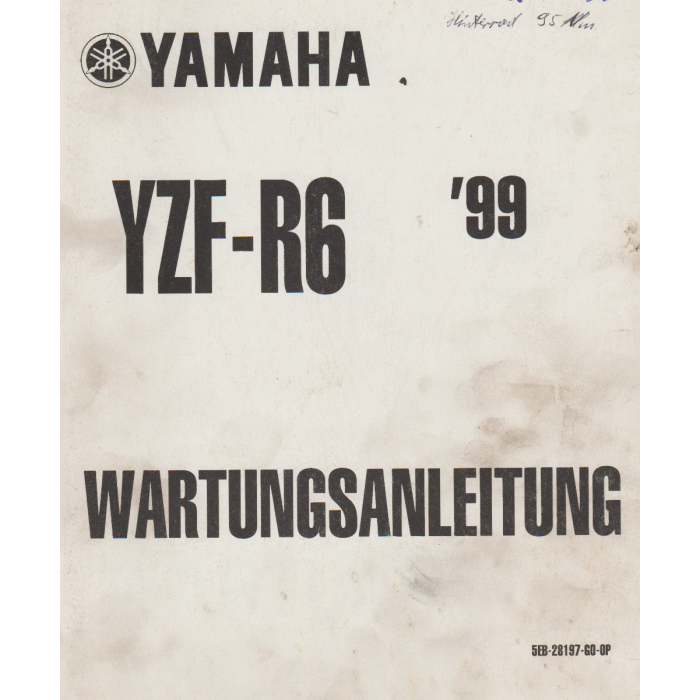 Hinterrad 95 Nm
YAMAHA
YZF-R6 '99
WARTUNGSANLEITUNG
5EB-28197-G0-0P